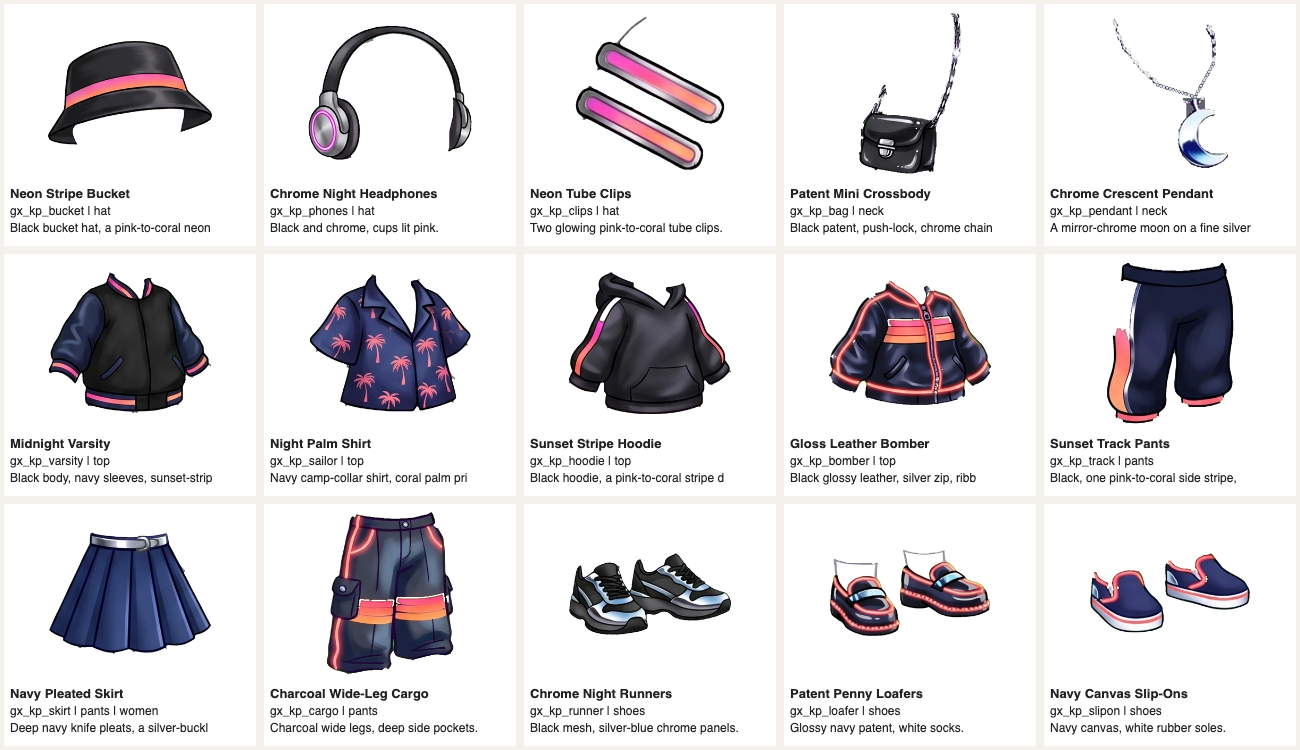 Neon Stripe Bucket
gx_kp_bucket | hat
Black bucket hat, a pink-to-coral neon
Chrome Night Headphones
gx_kp_phones | hat
Black and chrome, cups lit pink.
Neon Tube Clips
gx_kp_clips | hat
Two glowing pink-to-coral tube clips.
Patent Mini Crossbody
gx_kp_bag | neck
Black patent, push-lock, chrome chain
Chrome Crescent Pendant
gx_kp_pendant | neck
A mirror-chrome moon on a fine silver
Midnight Varsity
gx_kp_varsity | top
Black body, navy sleeves, sunset-strip
Night Palm Shirt
gx_kp_sailor | top
Navy camp-collar shirt, coral palm pri
Sunset Stripe Hoodie
gx_kp_hoodie | top
Black hoodie, a pink-to-coral stripe d
Gloss Leather Bomber
gx_kp_bomber | top
Black glossy leather, silver zip, ribb
Sunset Track Pants
gx_kp_track | pants
Black, one pink-to-coral side stripe,
Navy Pleated Skirt
gx_kp_skirt | pants | women
Deep navy knife pleats, a silver-buckl
Charcoal Wide-Leg Cargo
gx_kp_cargo | pants
Charcoal wide legs, deep side pockets.
Chrome Night Runners
gx_kp_runner | shoes
Black mesh, silver-blue chrome panels.
Patent Penny Loafers
gx_kp_loafer | shoes
Glossy navy patent, white socks.
Navy Canvas Slip-Ons
gx_kp_slipon | shoes
Navy canvas, white rubber soles.